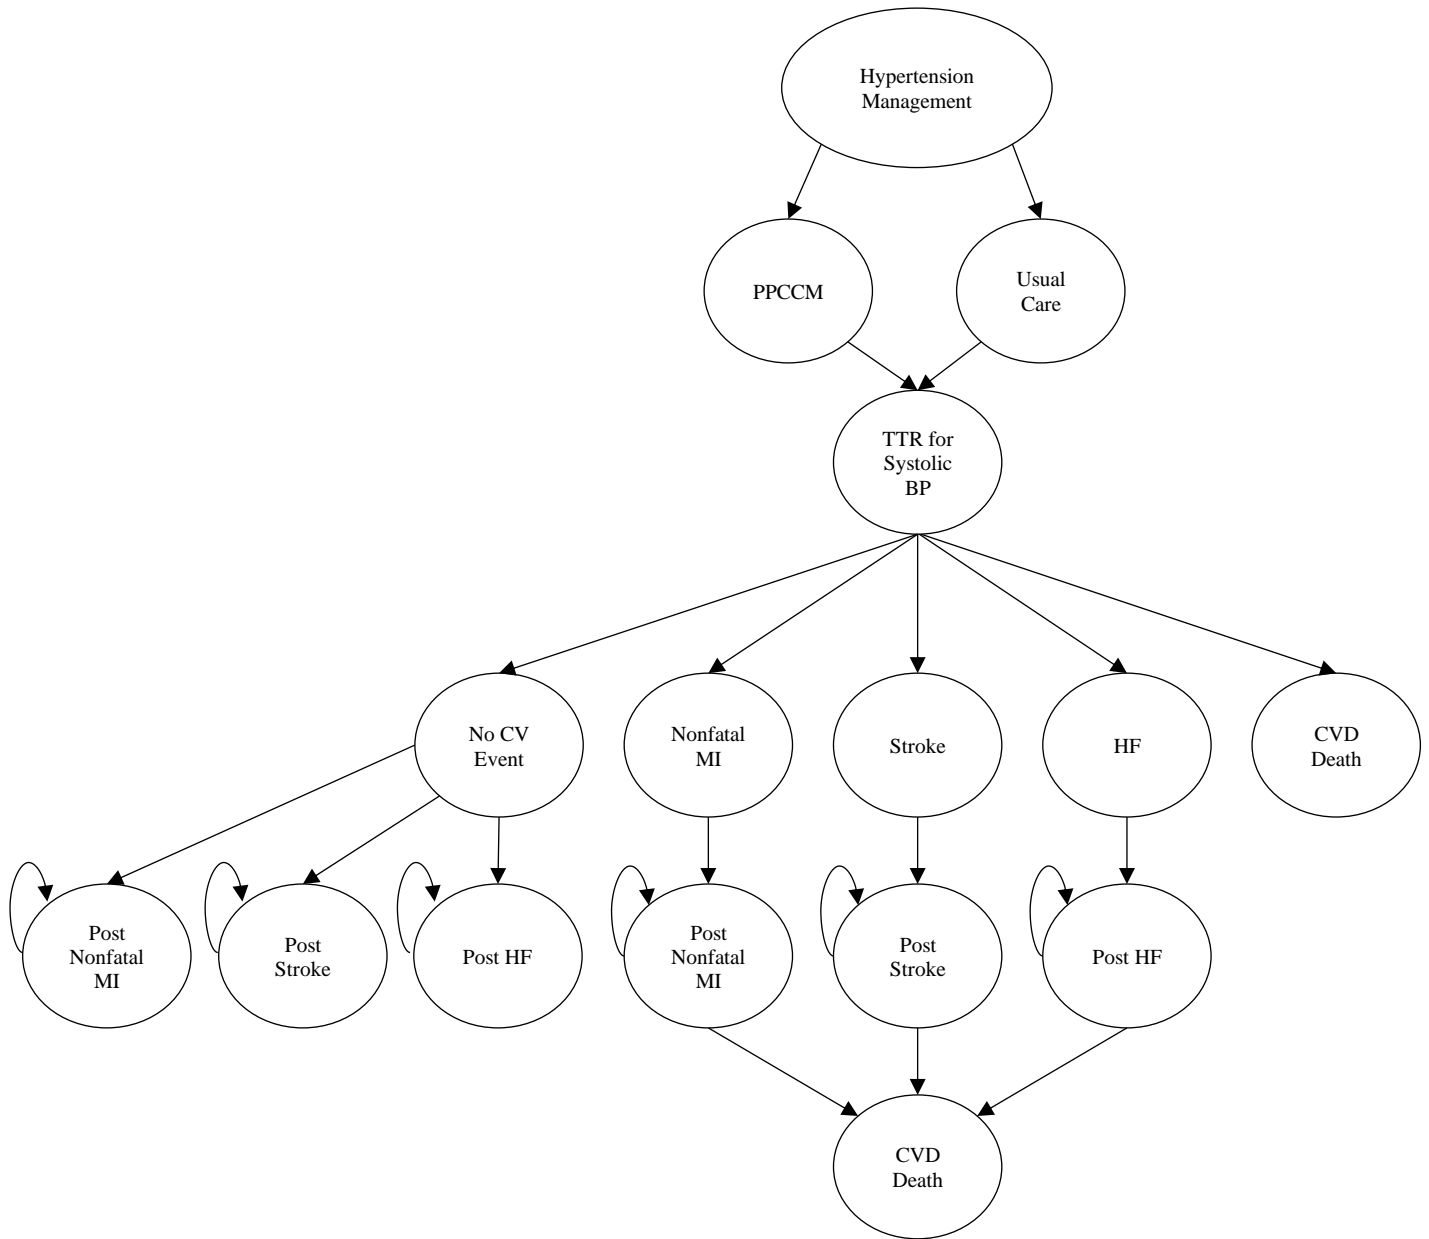 Hypertension
Management
PPCCM
Usual
Care
TTR for
Systolic
BP
No CV
Event
Nonfatal
MI
Stroke
HF
CVD
Death
Post
Nonfatal
MI
Post
Stroke
Post HF
Post
Nonfatal
MI
Post
Stroke
Post HF
CVD
Death